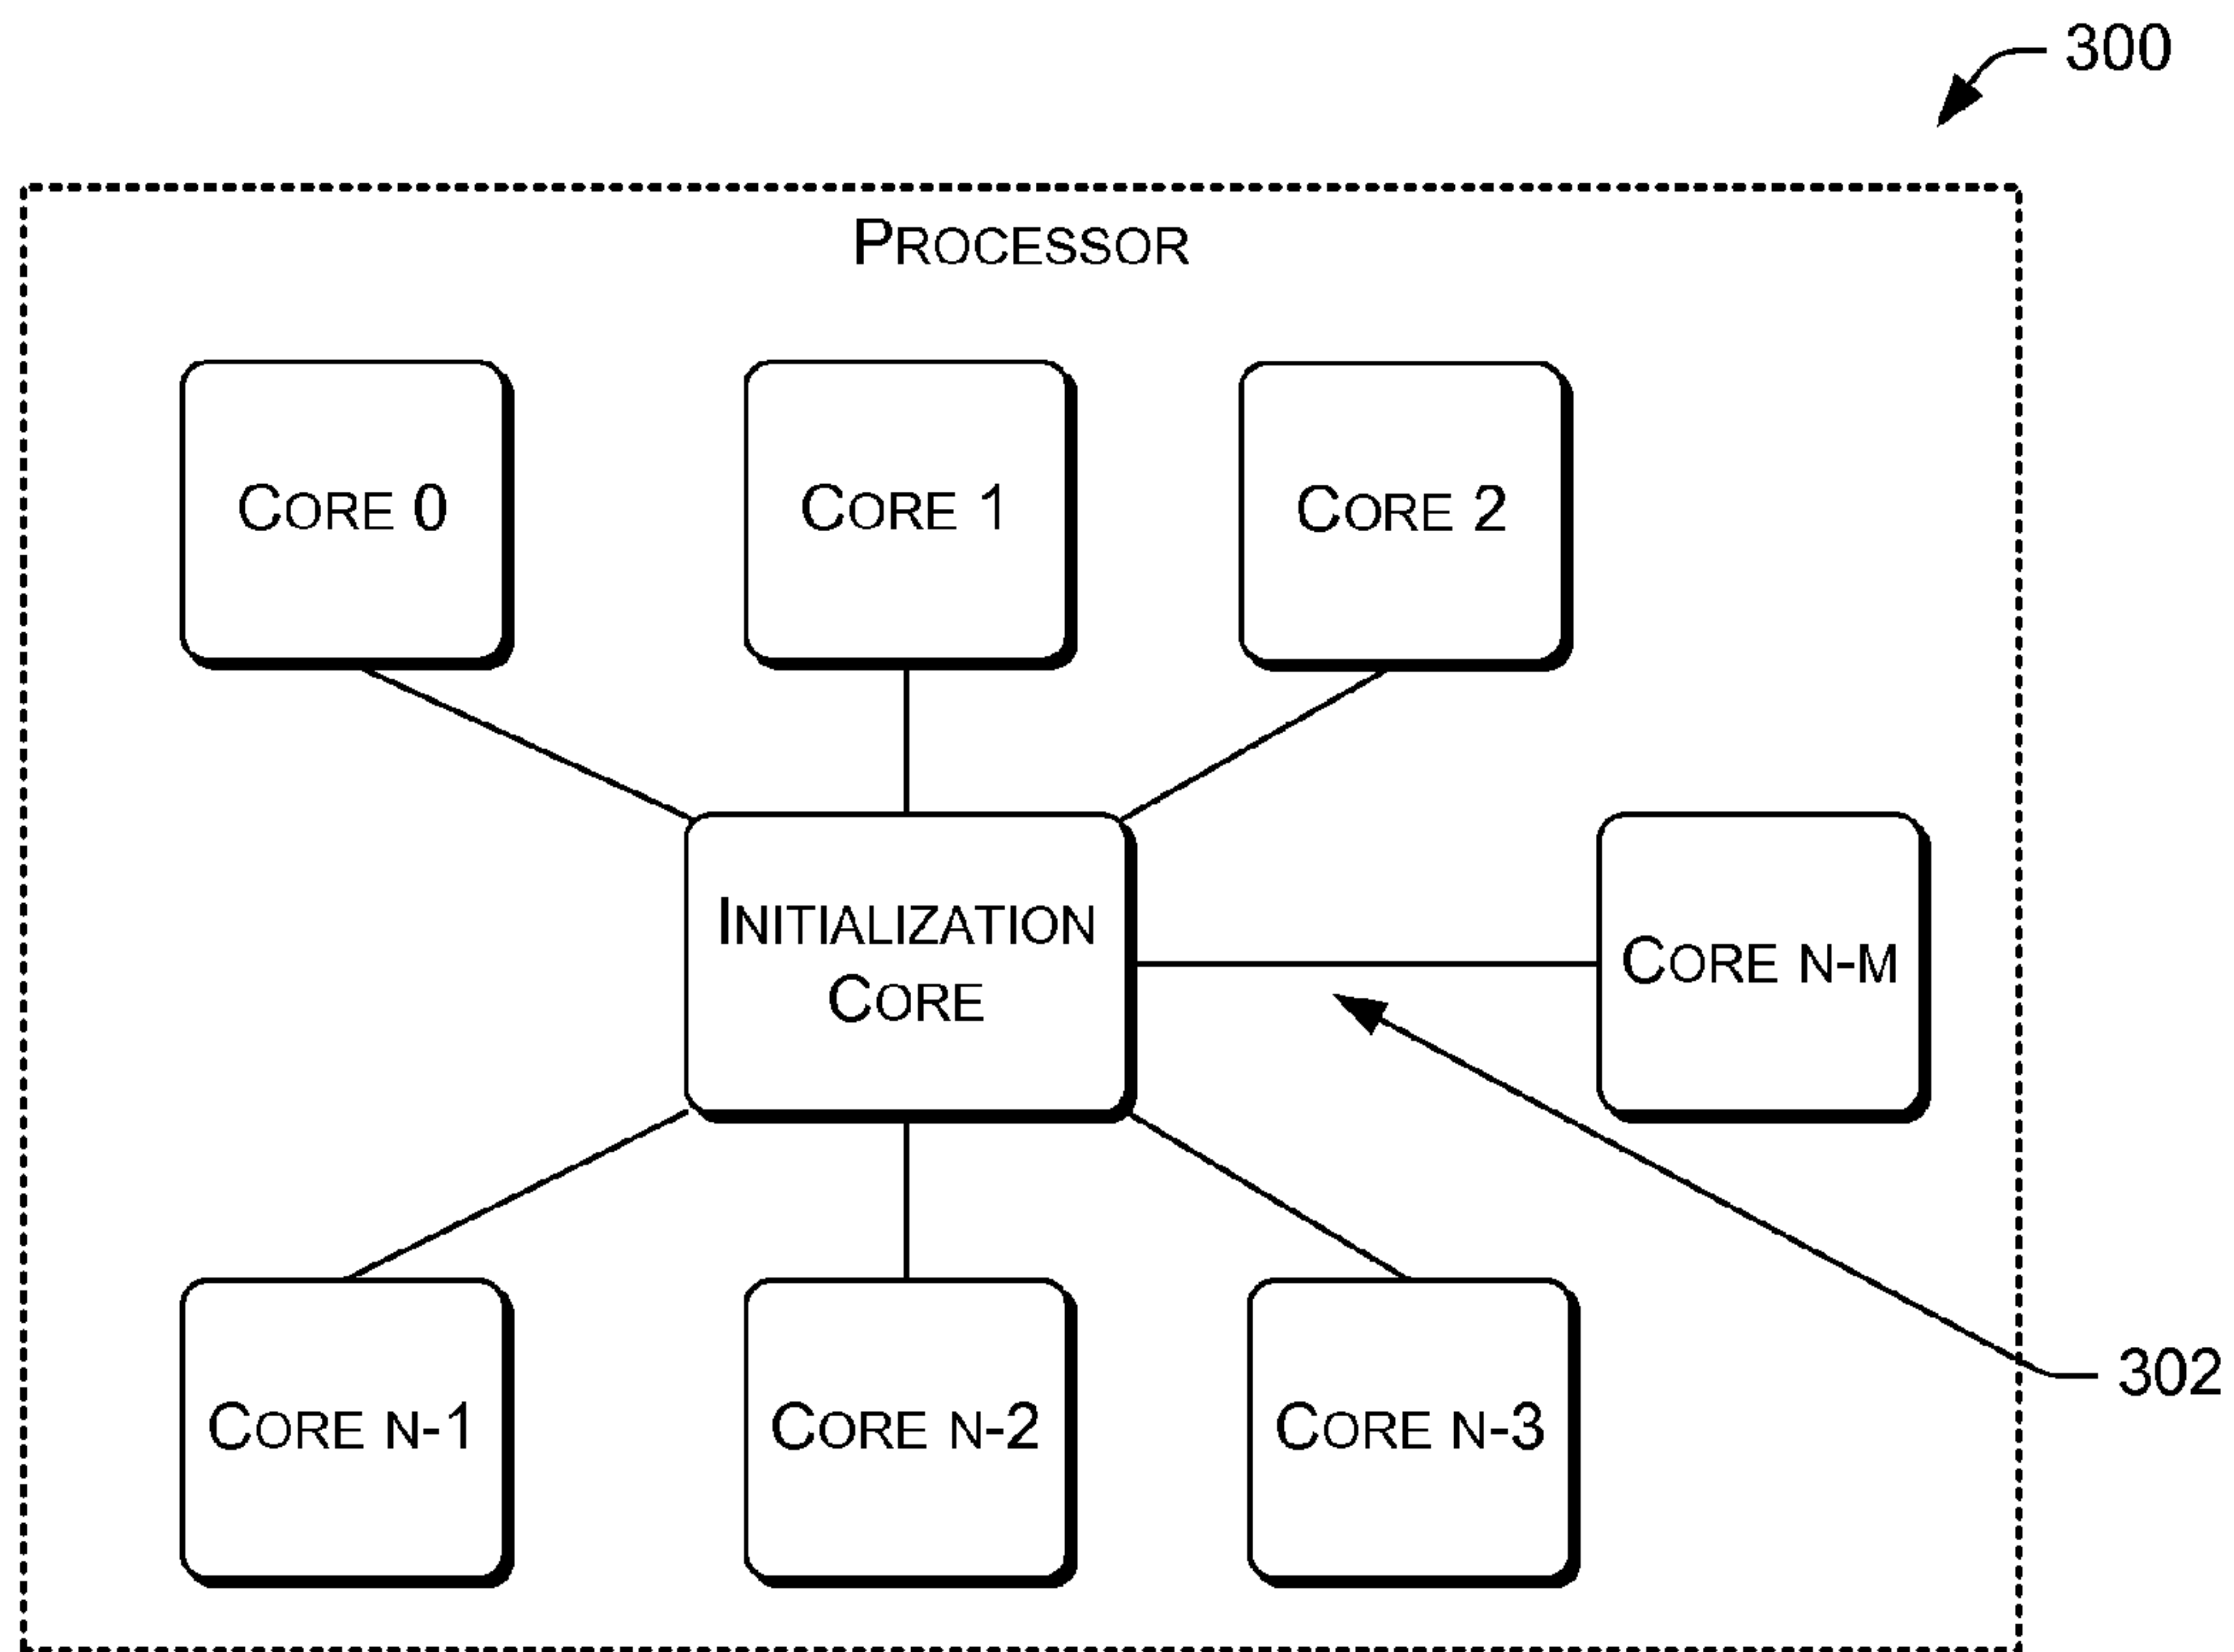 300
PROCESSOR
CORE 0
CORE 1
CORE 2
INITIALIZATION
CORE
CORE N-M
CORE N-1
CORE N-2
CORE N-3
302